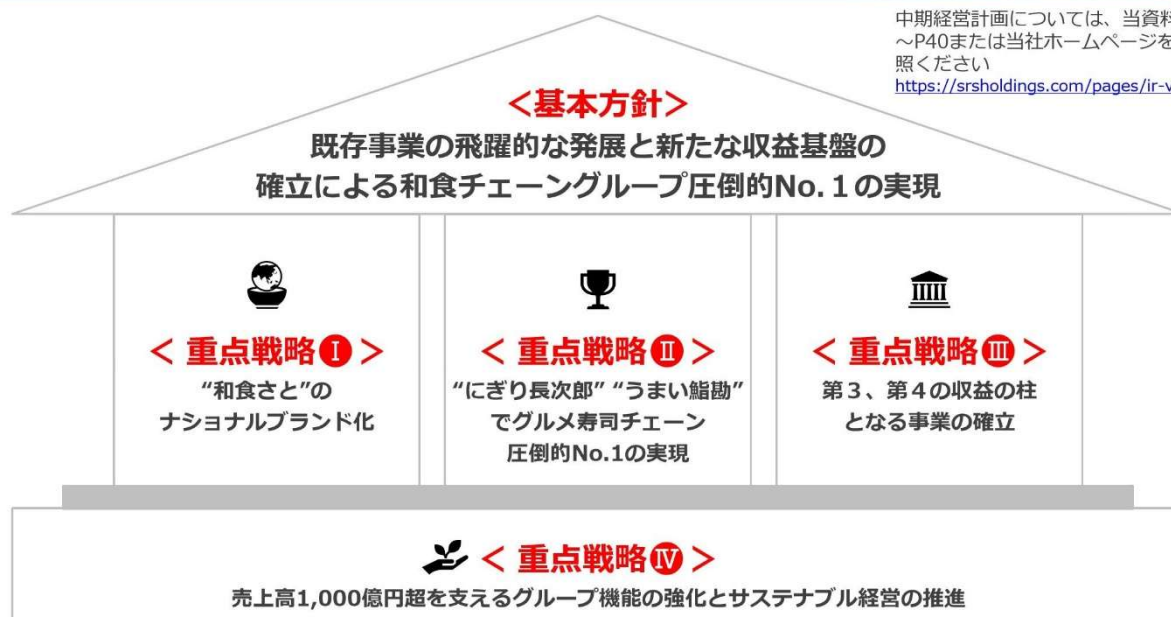 中期経営計画については、当資料
～P40または当社ホームページを
照ください
https://srsholdings.com/pages/ir-v
＜基本方針＞
既存事業の飛躍的な発展と新たな収益基盤の
確立による和食チェーングループ圧倒的No.１の実現
＜ 重点戦略Ⅰ ＞
“和食さと”の
ナショナルブランド化
＜ 重点戦略Ⅱ ＞
“にぎり長次郎” “うまい鮨勘”
でグルメ寿司チェーン
圧倒的No.1の実現
＜ 重点戦略Ⅲ ＞
第３、第４の収益の柱
となる事業の確立
＜ 重点戦略Ⅳ ＞
売上高1,000億円超を支えるグループ機能の強化とサステナブル経営の推進